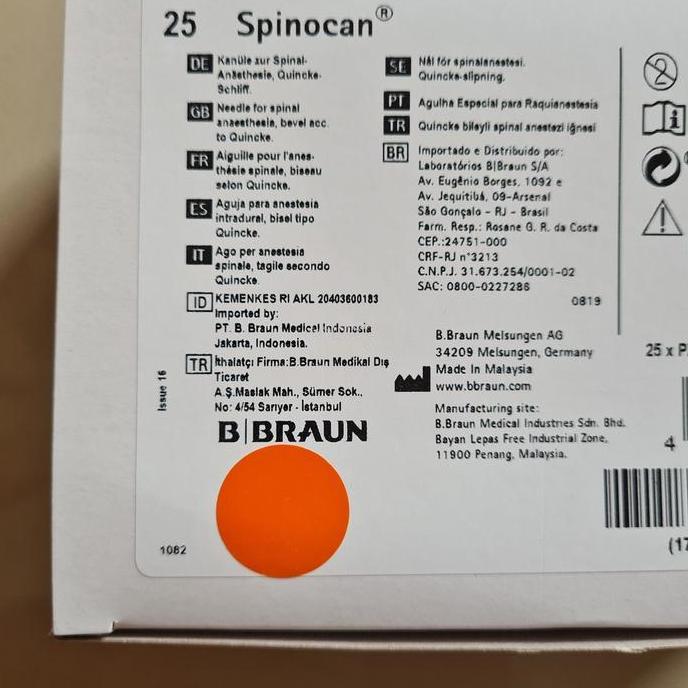 25 Spinocan®
DE Kanüle zur Spinal-
Anästhesie, Quincke-
Schliff.
GB Needle for spinal
anaesthesia, bevel acc.
to Quincke.
FR Aiguille pour l'anes-
thésie spinale, biseau
selon Quincke.
ES Aguja para anestesia
intradural, bisel tipo
Quincke.
IT Ago per anestesia
spinale, taglie secondo
Quincke.
ID KEMENKES RI AKL 20403600183
Imported by:
PT. B. Braun Medical Indonesia
Jakarta, Indonesia.
TR İthalatçı Firma:B.Braun Medikal Dış
Ticaret
A.Ş.Maslak Mah., Sümer Sok.,
No: 4/54 Sarıyer - İstanbul
B|BRAUN
Issue 16
1082
SE Nål för spinalanestesi.
Quincke-slipning.
PT Agulha Especial para Raquianestesia
TR Quincke bileyli spinal anestezi iğnesi
BR Importado e Distribuido por:
Laboratórios B|Braun S/A
Av. Eugênio Borges, 1092 e
Av. Jequitibá, 09-Arsenal
São Gonçalo - RJ - Brasil
Farm. Resp.: Rosane G. R. da Costa
CEP.:24751-000
CRF-RJ n°3213
C.N.P.J. 31.673.254/0001-02
SAC: 0800-0227286
0819
B.Braun Melsungen AG
34209 Melsungen, Germany
Made In Malaysia
www.bbraun.com
Manufacturing site:
B.Braun Medical Industries Sdn. Bhd.
Bayan Lepas Free Industrial Zone,
11900 Penang, Malaysia.
2
i
25 x P
4
(17